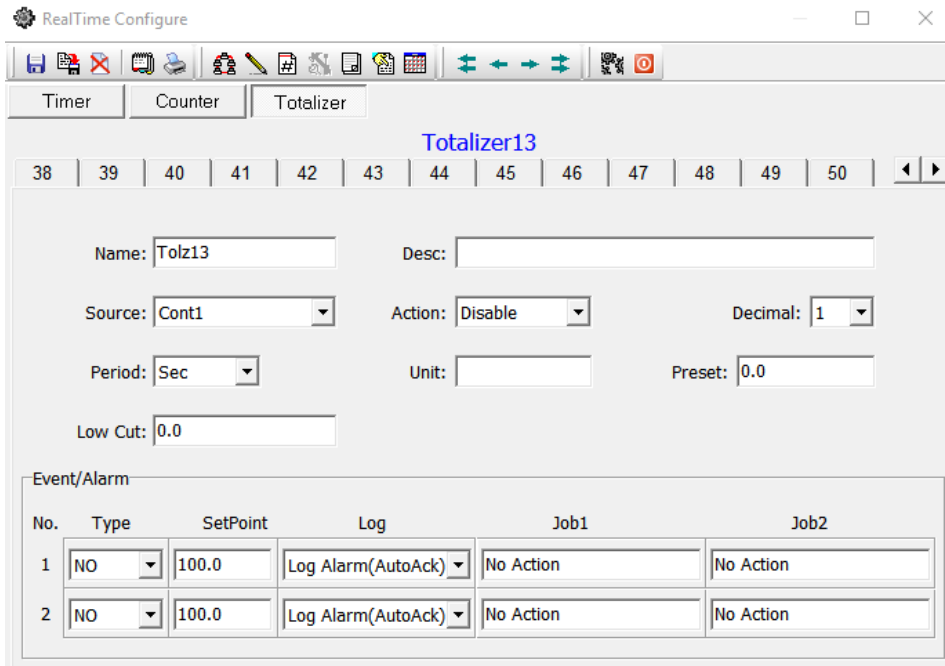 RealTime Configure
Timer Counter Totalizer
Totalizer13
38 39 40 41 42 43 44 45 46 47 48 49 50
Name: Tolz13 Desc:
Source: Cont1 Action: Disable Decimal: 1
Period: Sec Unit: Preset: 0.0
Low Cut: 0.0
Event/Alarm
No. Type SetPoint Log Job1 Job2
1 NO 100.0 Log Alarm(AutoAck) No Action No Action
2 NO 100.0 Log Alarm(AutoAck) No Action No Action